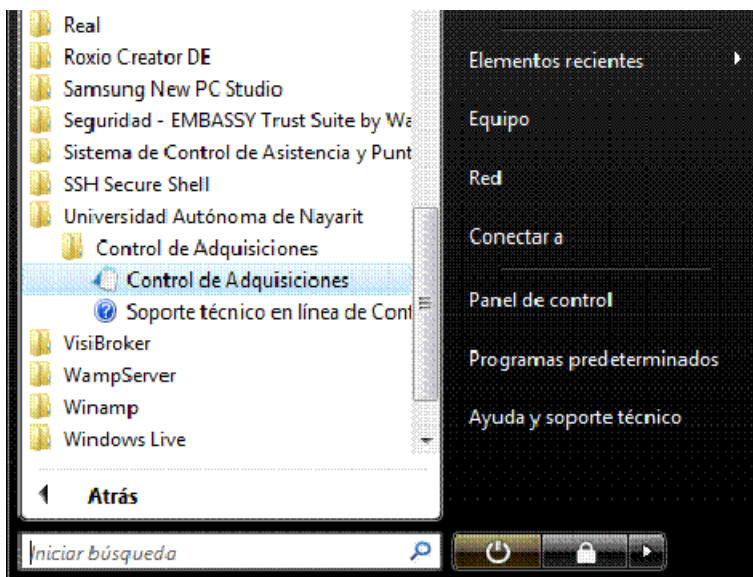 Real
Roxio Creator DE
Samsung New PC Studio
Seguridad - EMBASSY Trust Suite by Wa
Sistema de Control de Asistencia y Punt
SSH Secure Shell
Universidad Autónoma de Nayarit
Control de Adquisiciones
Control de Adquisiciones
Soporte técnico en línea de Cont
VisiBroker
WampServer
Winamp
Windows Live
Atrás
Iniciar búsqueda
Elementos recientes
Equipo
Red
Conectar a
Panel de control
Programas predeterminados
Ayuda y soporte técnico